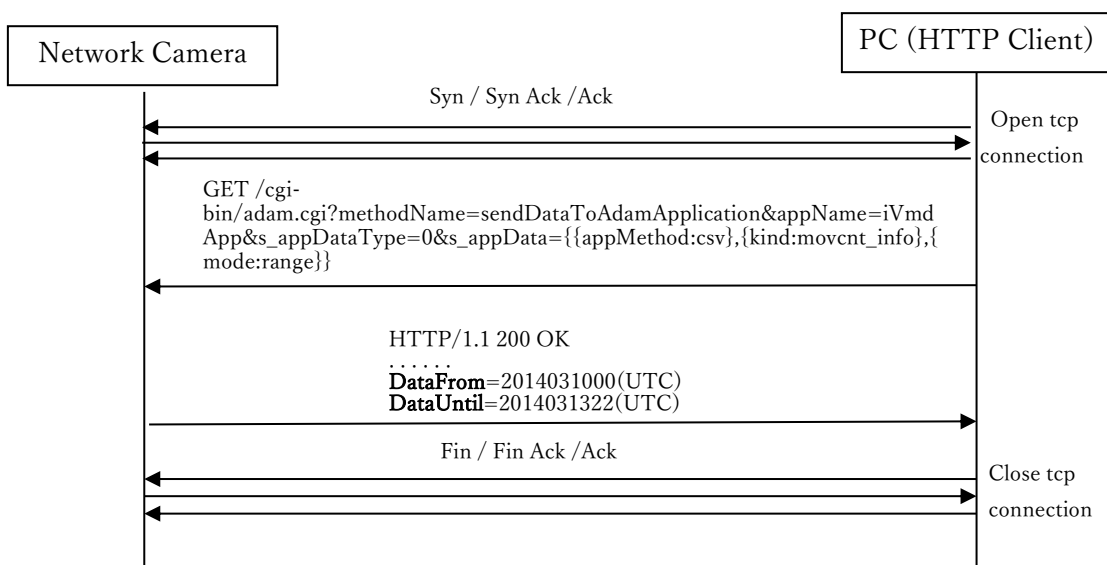 Network Camera
PC (HTTP Client)
Syn / Syn Ack /Ack
Open tcp
connection
GET /cgi-
bin/adam.cgi?methodName=sendDataToAdamApplication&appName=iVmd
App&s_appDataType=0&s_appData={{appMethod:csv},{kind:movcnt_info},{
mode:range}}
HTTP/1.1 200 OK
......
DataFrom=2014031000(UTC)
DataUntil=2014031322(UTC)
Fin / Fin Ack /Ack
Close tcp
connection